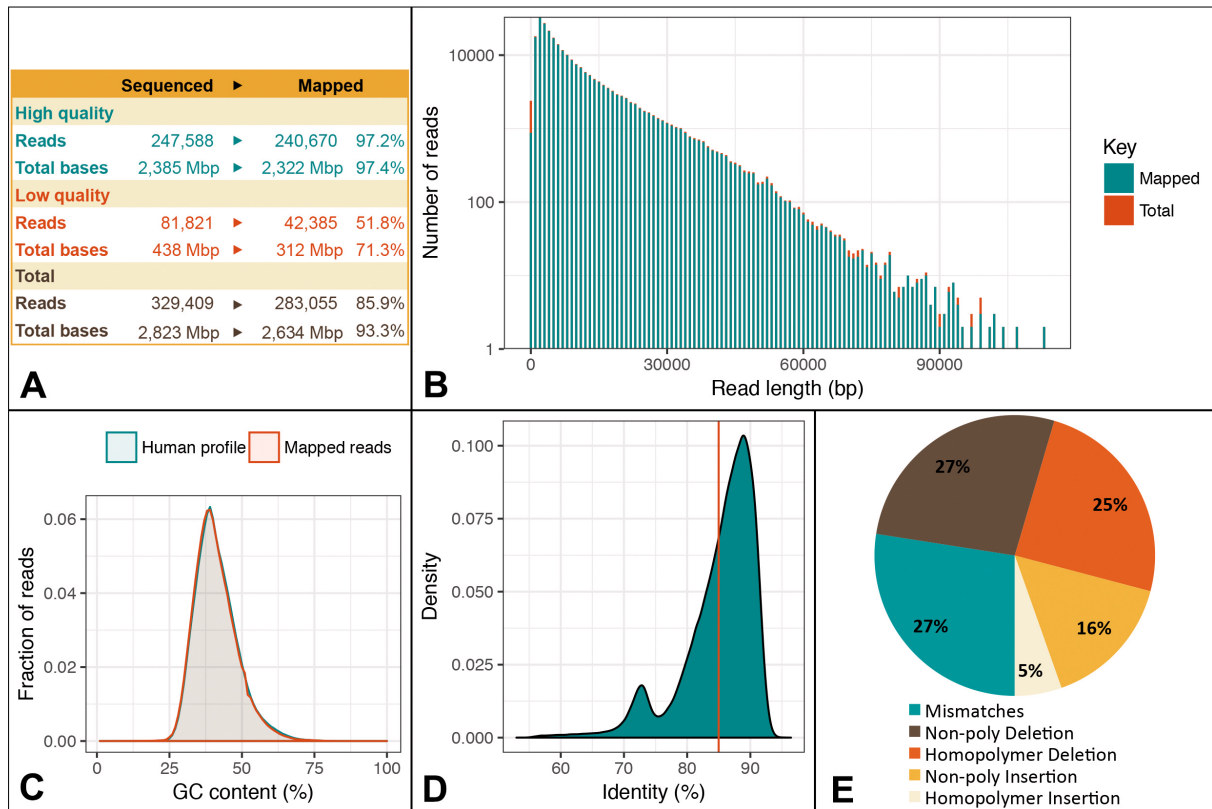 Sequenced ► Mapped
High quality
Reads 247,588 ► 240,670 97.2%
Total bases 2,385 Mbp ► 2,322 Mbp 97.4%
Low quality
Reads 81,821 ► 42,385 51.8%
Total bases 438 Mbp ► 312 Mbp 71.3%
Total
Reads 329,409 ► 283,055 85.9%
Total bases 2,823 Mbp ► 2,634 Mbp 93.3%
A
Number of reads
10000
100
1
0 30000 60000 90000
Read length (bp)
Key
Mapped
Total
B
Human profile Mapped reads
Fraction of reads
0.06
0.04
0.02
0.00
0 25 50 75 100
GC content (%)
C
Density
0.100
0.075
0.050
0.025
0.000
60 70 80 90
Identity (%)
D
27%
25%
16%
5%
27%
Mismatches
Non-poly Deletion
Homopolymer Deletion
Non-poly Insertion
Homopolymer Insertion
E